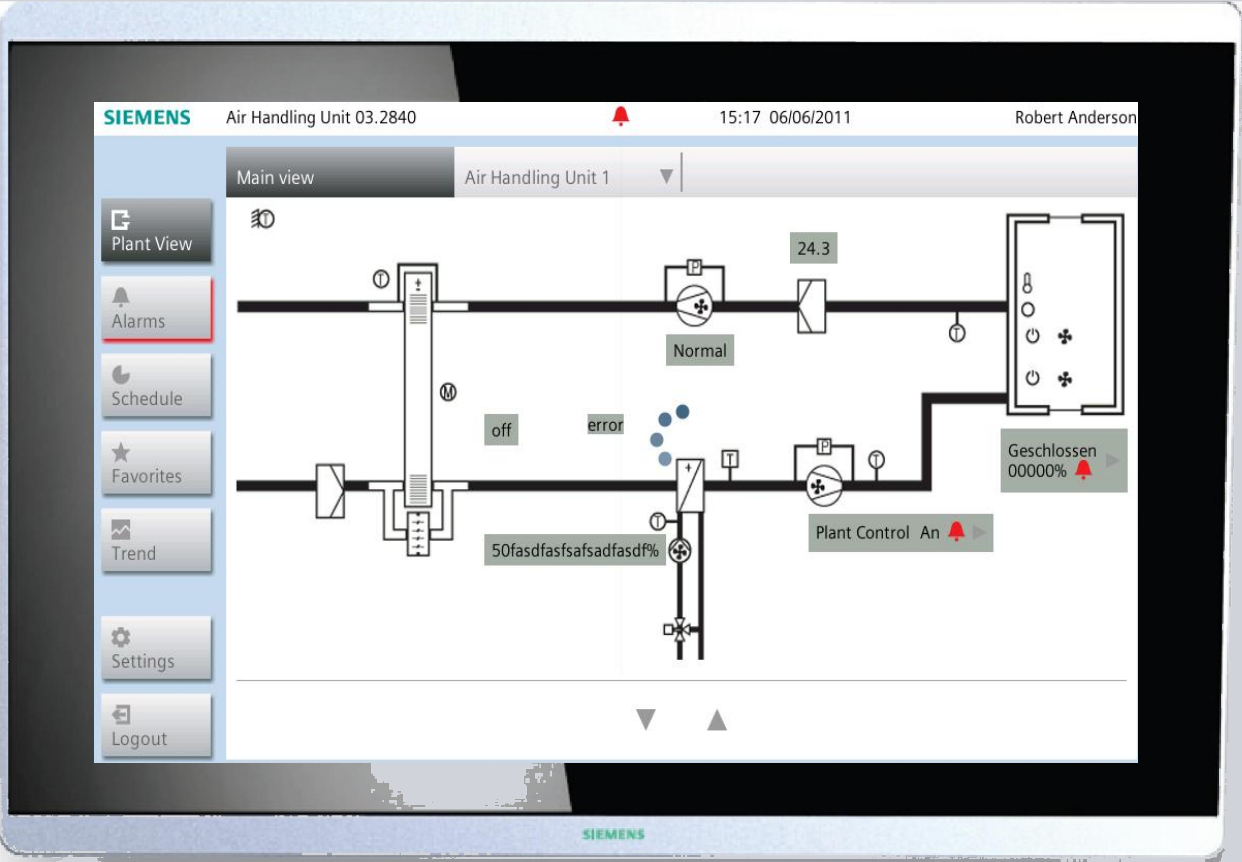 SIEMENS Air Handling Unit 03.2840 15:17 06/06/2011 Robert Anderson
Main view Air Handling Unit 1
Plant View
Alarms
Schedule
Favorites
Trend
Settings
Logout
T
T
±
P
24.3
Normal
T
M
off
error
+
T
P
T
Geschlossen
00000%
T
50fasdfasfsafsadfasdf%
Plant Control An
SIEMENS